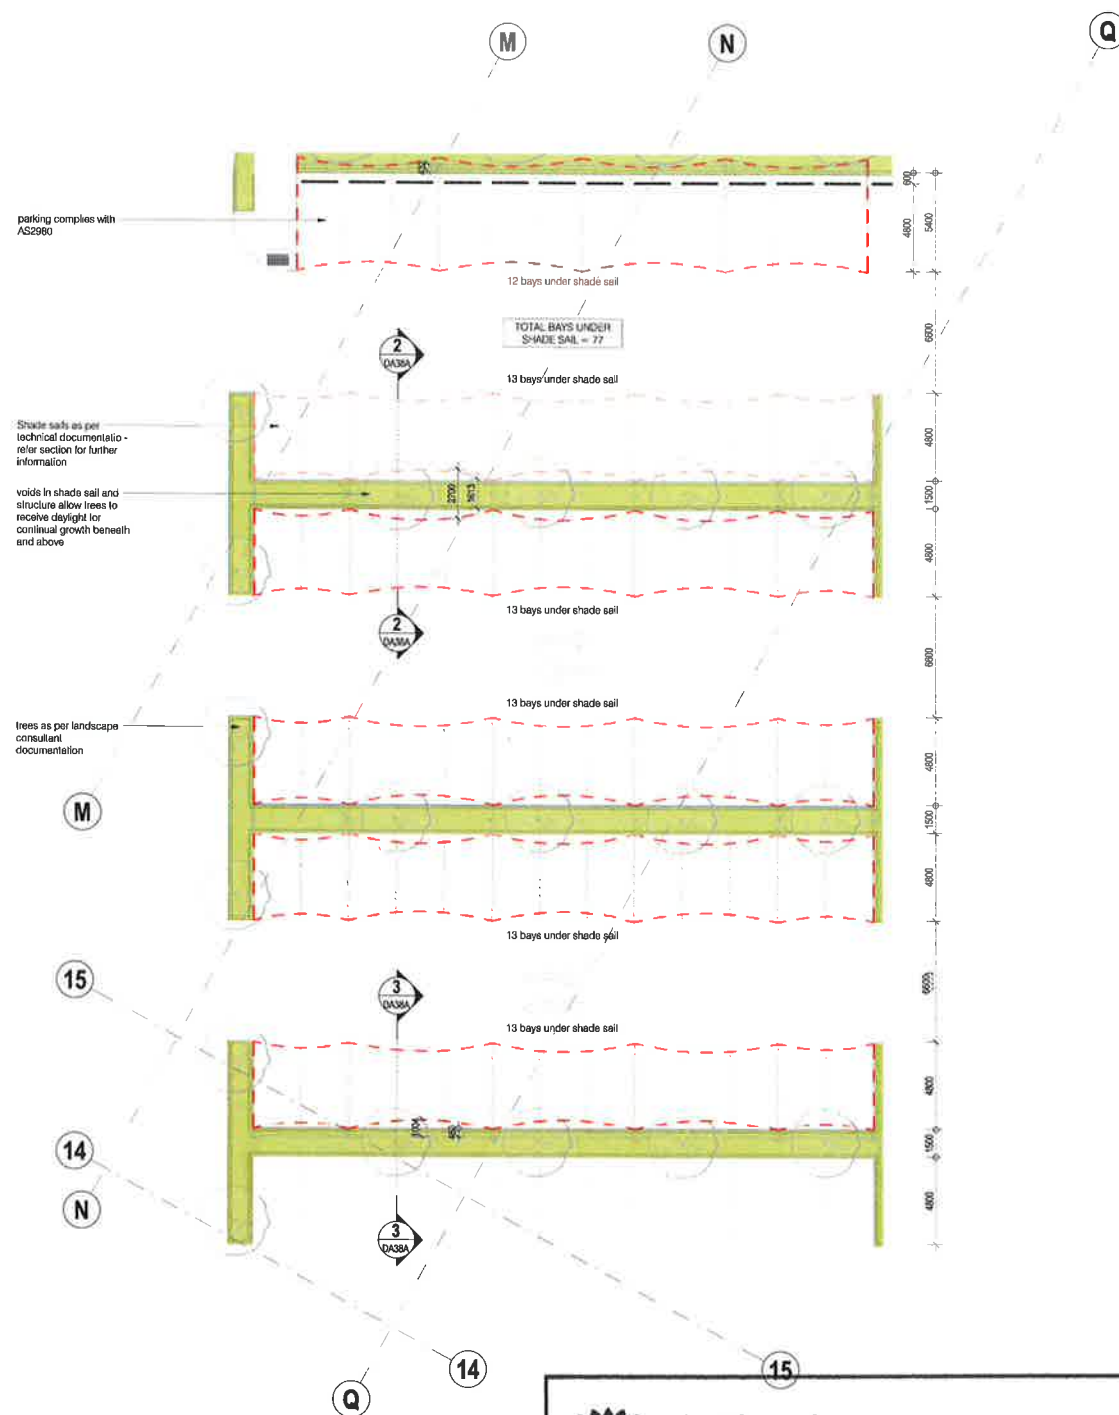 M
N
Q
parking complies with
AS2980
600
4800
5400
12 bays under shade sail
TOTAL BAYS UNDER
SHADE SAIL = 77
6600
2
DA38A
13 bays under shade sail
Shade sails as per
technical documentatio -
refer section for further
information
4800
voids in shade sail and
structure allow trees to
receive daylight for
continual growth beneath
and above
2700
1500
4800
13 bays under shade sail
2
DA38A
6600
13 bays under shade sail
trees as per landscape
consultant
documentation
4800
M
1500
4800
13 bays under shade sail
15
3
DA38A
6600
13 bays under shade sail
4800
1500
14
N
4800
3
DA38A
14
15
Q